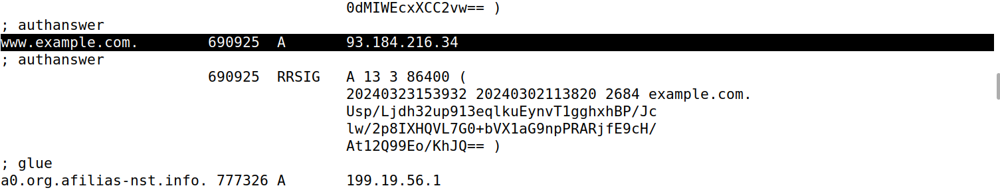 0dMIWEcxXCC2vw== )
; authanswer
www.example.com. 690925 A 93.184.216.34
; authanswer
690925 RRSIG A 13 3 86400 (
20240323153932 20240302113820 2684 example.com.
Usp/Ljdh32up913eqlkuEynvT1gghxhBP/Jc
lw/2p8IXHQVL7G0+bVX1aG9npPRARjfE9cH/
At12Q99Eo/KhJQ== )
; glue
a0.org.afilias-nst.info. 777326 A 199.19.56.1